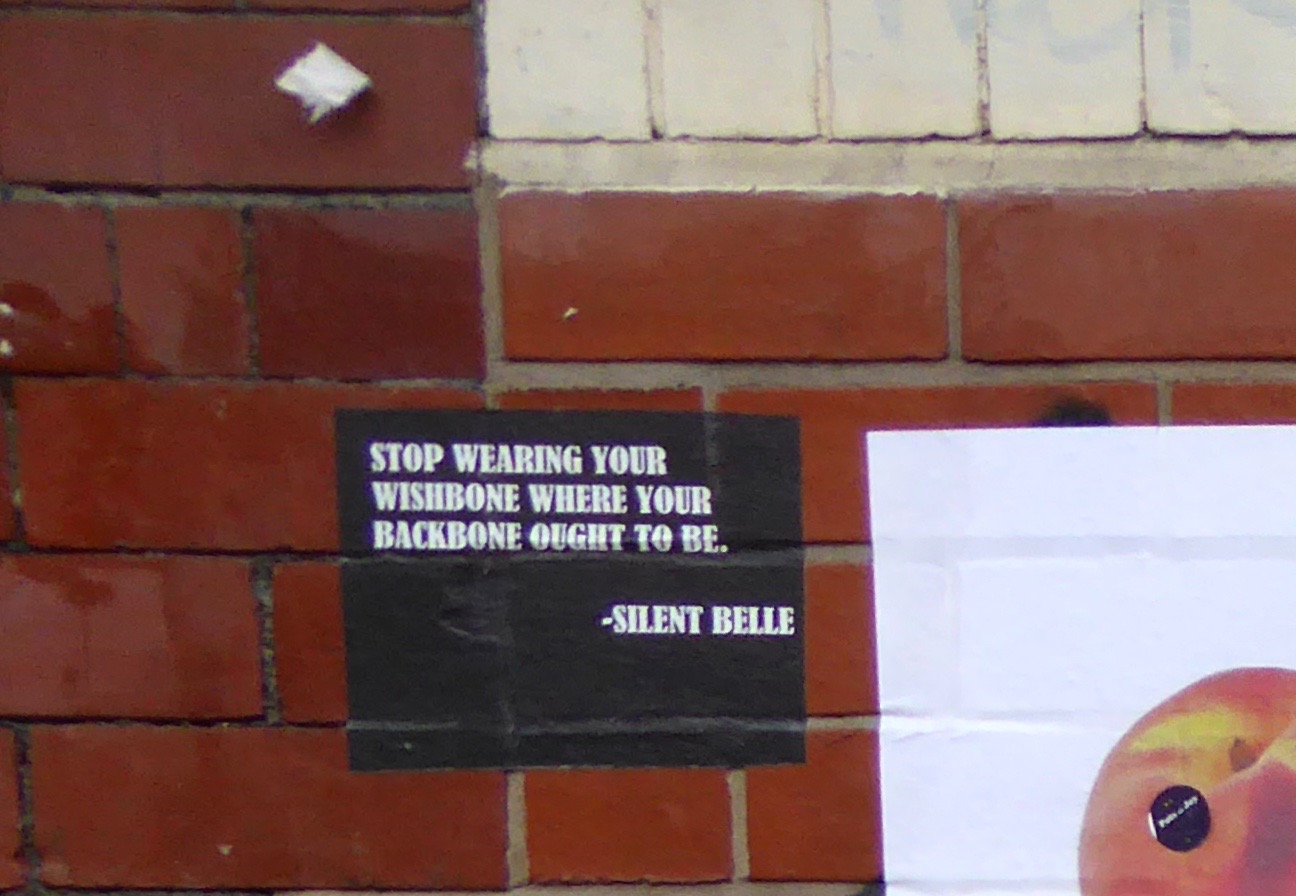 STOP WEARING YOUR
WISHBONE WHERE YOUR
BACKBONE OUGHT TO BE.
-SILENT BELLE